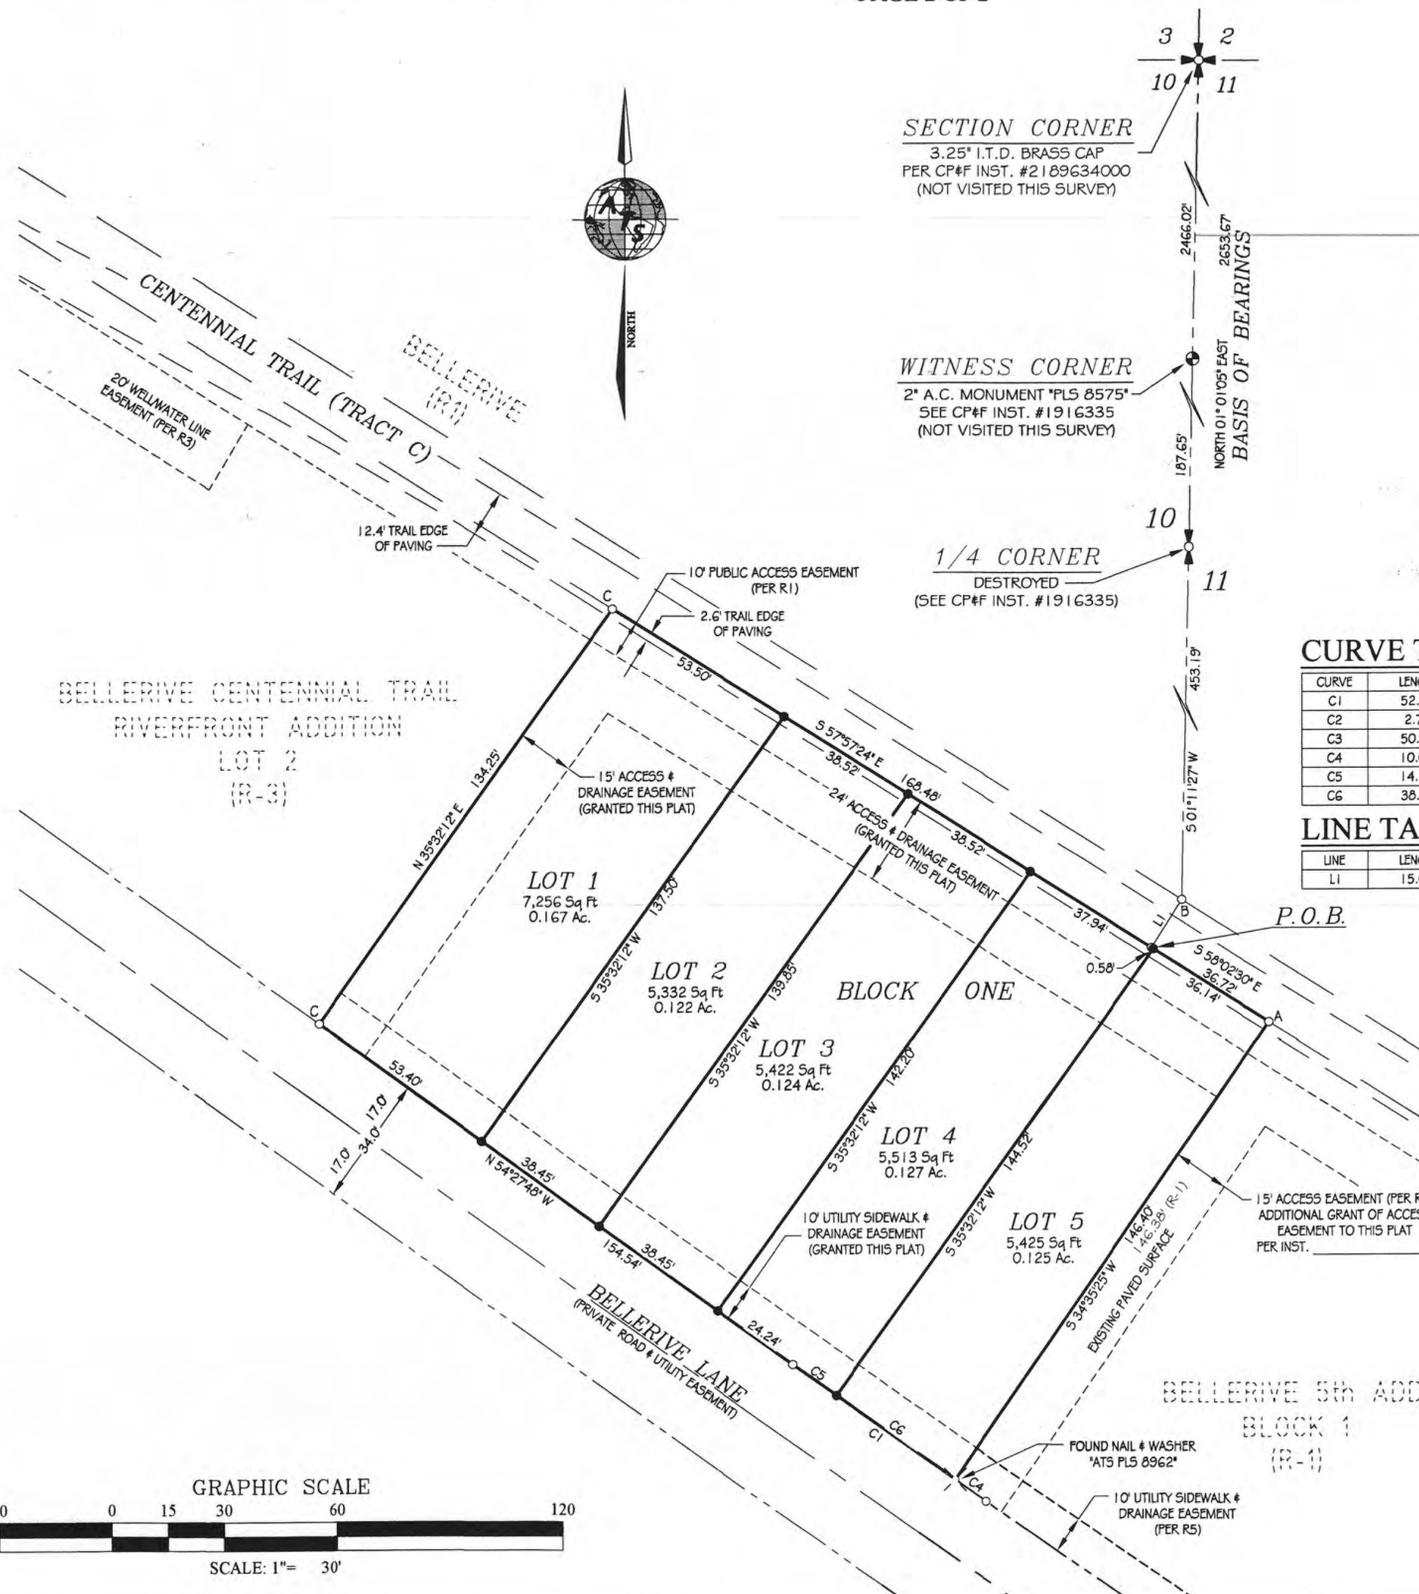 3 2
10 11
SECTION CORNER
3.25" I.T.D. BRASS CAP
PER CP&F INST. #2189634000
(NOT VISITED THIS SURVEY)
2466.02'
2653.67'
NORTH 01° 01'05" EAST
BASIS OF BEARINGS
WITNESS CORNER
2" A.C. MONUMENT "PLS 8575"
SEE CP&F INST. #1916335
(NOT VISITED THIS SURVEY)
187.65'
10
11
1/4 CORNER
DESTROYED
(SEE CP&F INST. #1916335)
453.19'
S 01°11'27" W
A T S
NORTH
CENTENNIAL TRAIL (TRACT C)
BELLERIVE
(R1)
20' WELL/WATER LINE
EASEMENT (PER R3)
12.4' TRAIL EDGE
OF PAVING
10' PUBLIC ACCESS EASEMENT
(PER R1)
2.6' TRAIL EDGE
OF PAVING
C
53.50'
S 57°57'24" E
38.52'
168.48'
38.52'
37.94'
L1
B
P.O.B.
0.58'
S 58°02'30" E
36.72'
36.14'
A
CURVE
CURVE
C1 52.
C2 2.
C3 50.
C4 10.
C5 14.
C6 38.
LINE
LINE
L1 15.
BELLERIVE CENTENNIAL TRAIL
RIVERFRONT ADDITION
LOT 2
(R-3)
N 35°32'12" E 134.25'
15' ACCESS &
DRAINAGE EASEMENT
(GRANTED THIS PLAT)
24' ACCESS & DRAINAGE EASEMENT
(GRANTED THIS PLAT)
LOT 1
7,256 Sq Ft
0.167 Ac.
S 35°32'12" W 137.50'
LOT 2
5,332 Sq Ft
0.122 Ac.
S 35°32'12" W 139.85'
BLOCK ONE
LOT 3
5,422 Sq Ft
0.124 Ac.
S 35°32'12" W 142.20'
LOT 4
5,513 Sq Ft
0.127 Ac.
S 35°32'12" W 144.52'
LOT 5
5,425 Sq Ft
0.125 Ac.
S 34°35'25" W 146.40'
146.38' (R-1)
EXISTING PAVED SURFACE
15' ACCESS EASEMENT (PER
ADDITIONAL GRANT OF
EASEMENT TO THIS PLAT
PER INST.
C
53.40'
17.0' 17.0'
34.0'
N 54°27'48" W
38.45'
154.54'
38.45'
10' UTILITY SIDEWALK &
DRAINAGE EASEMENT
(GRANTED THIS PLAT)
24.24'
C5
C6
C1
C4
BELLERIVE LANE
(PRIVATE ROAD & UTILITY EASEMENT)
FOUND NAIL & WASHER
"ATS PLS 8962"
BELLERIVE 5th
BLOCK 1
(R-1)
10' UTILITY SIDEWALK &
DRAINAGE EASEMENT
(PER R5)
GRAPHIC SCALE
0 15 30 60 120
SCALE: 1"= 30'